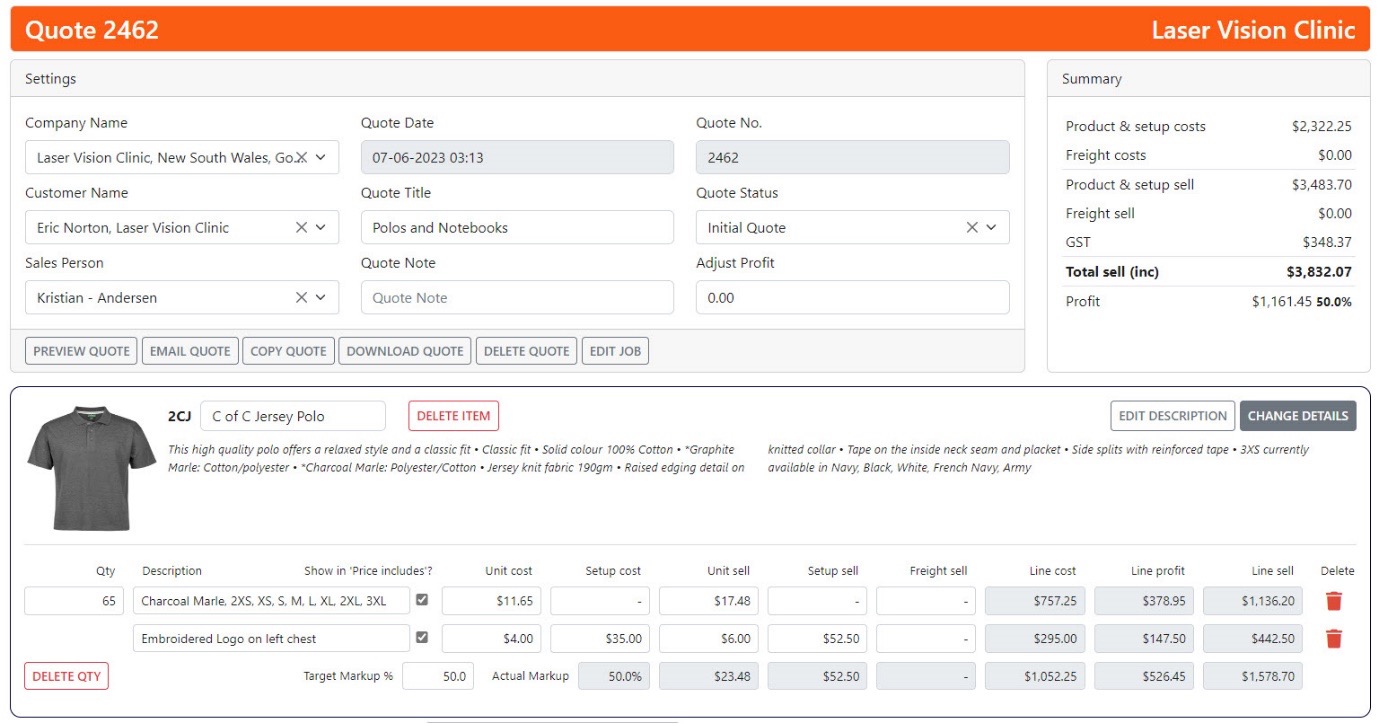 Quote 2462 Laser Vision Clinic
Settings
Summary
Company Name Quote Date Quote No.
Laser Vision Clinic, New South Wales, Go.. 07-06-2023 03:13 2462
Customer Name Quote Title Quote Status
Eric Norton, Laser Vision Clinic Polos and Notebooks Initial Quote
Sales Person Quote Note Adjust Profit
Kristian - Andersen Quote Note 0.00
PREVIEW QUOTE EMAIL QUOTE COPY QUOTE DOWNLOAD QUOTE DELETE QUOTE EDIT JOB
Product & setup costs $2,322.25
Freight costs $0.00
Product & setup sell $3,483.70
Freight sell $0.00
GST $348.37
Total sell (inc) $3,832.07
Profit $1,161.45 50.0%
2CJ C of C Jersey Polo DELETE ITEM EDIT DESCRIPTION CHANGE DETAILS
This high quality polo offers a relaxed style and a classic fit • Classic fit • Solid colour 100% Cotton • *Graphite
Marle: Cotton/polyester • *Charcoal Marle: Polyester/Cotton • Jersey knit fabric 190gm • Raised edging detail on
knitted collar • Tape on the inside neck seam and placket • Side splits with reinforced tape • 3XS currently
available in Navy, Black, White, French Navy, Army
Qty Description Show in 'Price includes'? Unit cost Setup cost Unit sell Setup sell Freight sell Line cost Line profit Line sell Delete
65 Charcoal Marle, 2XS, XS, S, M, L, XL, 2XL, 3XL $11.65 - $17.48 - - $757.25 $378.95 $1,136.20
Embroidered Logo on left chest $4.00 $35.00 $6.00 $52.50 - $295.00 $147.50 $442.50
DELETE QTY Target Markup % 50.0 Actual Markup 50.0% $23.48 $52.50 - $1,052.25 $526.45 $1,578.70